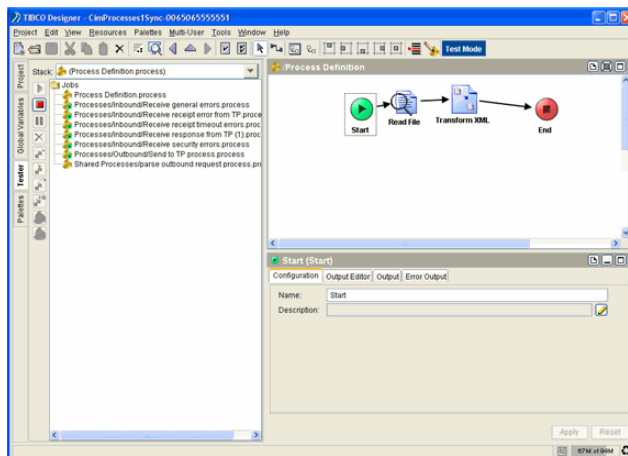 TIBCO Designer - CimProcesses1Sync-0065065555551
Project Edit View Resources Palettes Multi-User Tools Window Help
Test Mode
Project
Global Variables
Tester
Palettes
Stack: (Process Definition.process)
Jobs
Process Definition.process
Processes/Inbound/Receive general errors.process
Processes/Inbound/Receive receipt error from TP.proce
Processes/Inbound/Receive receipt timeout errors.proc
Processes/Inbound/Receive response from TP (1).proc
Processes/Inbound/Receive security errors.process
Processes/Outbound/Send to TP process.process
Shared Processes/parse outbound request process.pr
/Process Definition
Start
Read File
Transform XML
End
Start (Start)
Configuration Output Editor Output Error Output
Name: Start
Description:
Apply Reset
67M of 94M